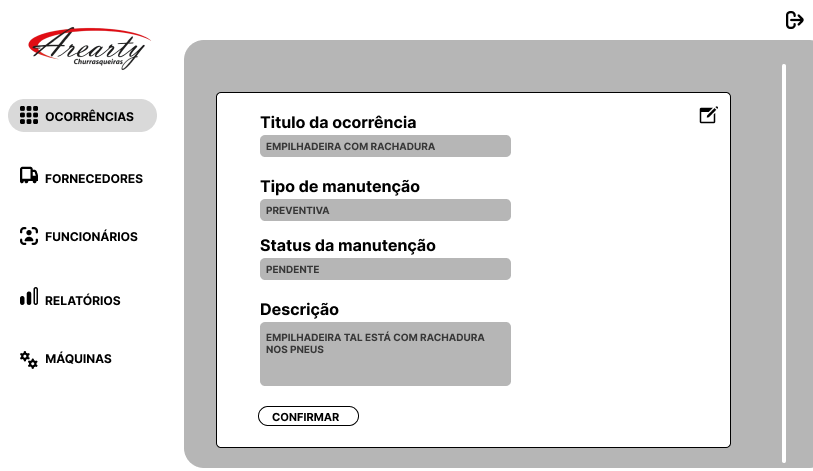 Arearty
Churrasqueiras
OCORRÊNCIAS
FORNECEDORES
FUNCIONÁRIOS
RELATÓRIOS
MÁQUINAS
Titulo da ocorrência
EMPILHADEIRA COM RACHADURA
Tipo de manutenção
PREVENTIVA
Status da manutenção
PENDENTE
Descrição
EMPILHADEIRA TAL ESTÁ COM RACHADURA
NOS PNEUS
CONFIRMAR